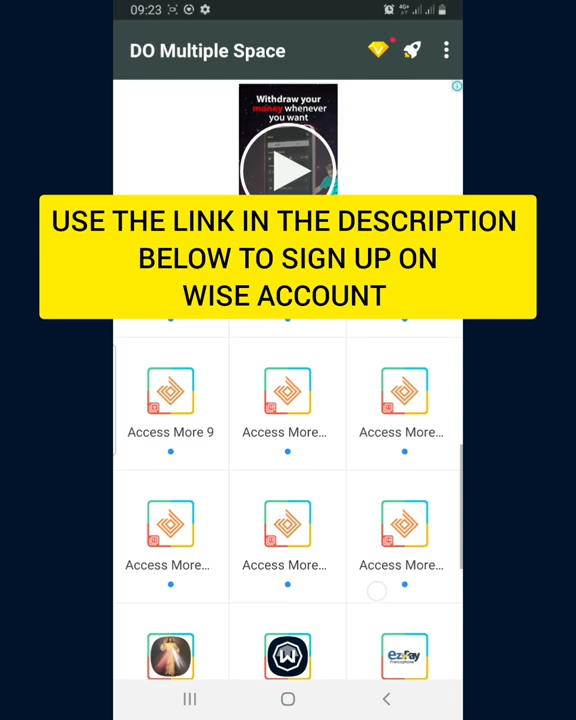 09:23
4G+
DO Multiple Space
Withdraw your
money whenever
you want
USE THE LINK IN THE DESCRIPTION
BELOW TO SIGN UP ON
WISE ACCOUNT
Access More 9
Access More...
Access More...
Access More...
Access More...
Access More...
ezPay
Francophone